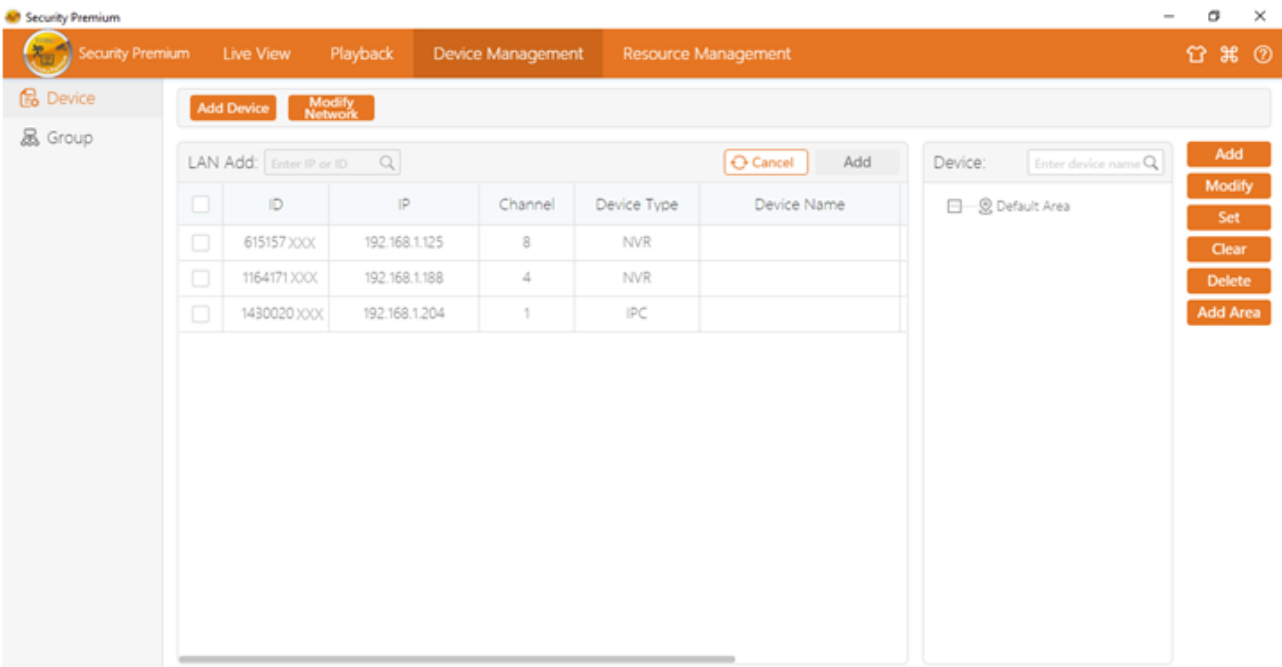 Security Premium
Security Premium Live View Playback Device Management Resource Management
Device
Group
Add Device Modify Network
LAN Add: Enter IP or ID Cancel Add
ID IP Channel Device Type Device Name
615157XXX 192.168.1.125 8 NVR
1164171XXX 192.168.1.188 4 NVR
1430020XXX 192.168.1.204 1 IPC
Device: Enter device name
Default Area
Add
Modify
Set
Clear
Delete
Add Area